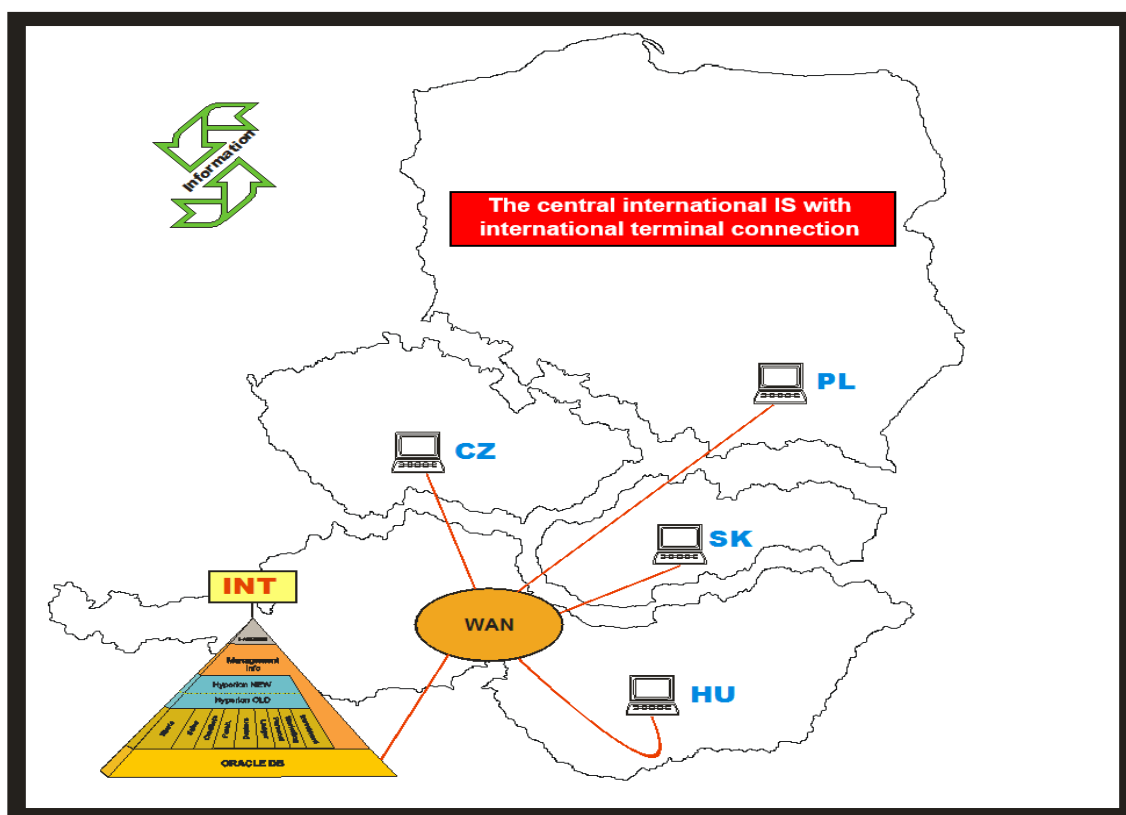 Information
The central international IS with
international terminal connection
PL
CZ
SK
INT
WAN
Management
Info
Hyperion NEW
Hyperion OLD
HU
Sales
ORACLE DB